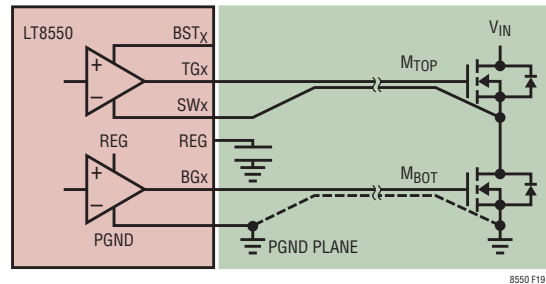 LT8550
BSTX
VIN
+
TGx
MTOP
–
SWx
REG
REG
+
BGx
MBOT
–
PGND
PGND PLANE
8550 F19